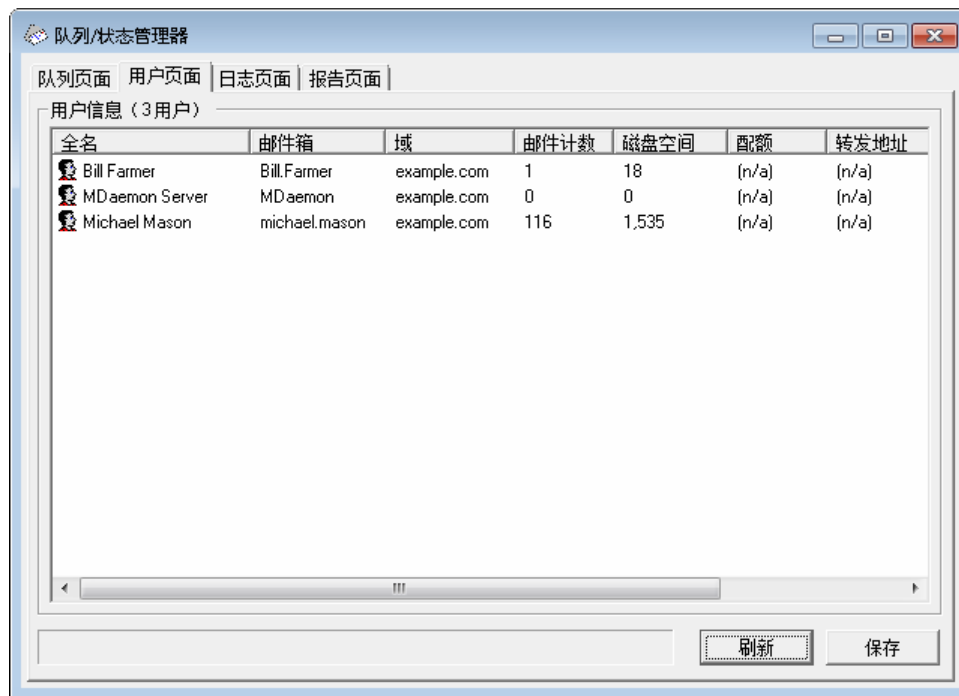 队列/状态管理器
队列页面 用户页面 日志页面 报告页面
用户信息（3用户）
全名 邮件箱 域 邮件计数 磁盘空间 配额 转发地址
Bill Farmer Bill.Farmer example.com 1 18 (n/a) (n/a)
MDaemon Server MDaemon example.com 0 0 (n/a) (n/a)
Michael Mason michael.mason example.com 116 1,535 (n/a) (n/a)
刷新 保存